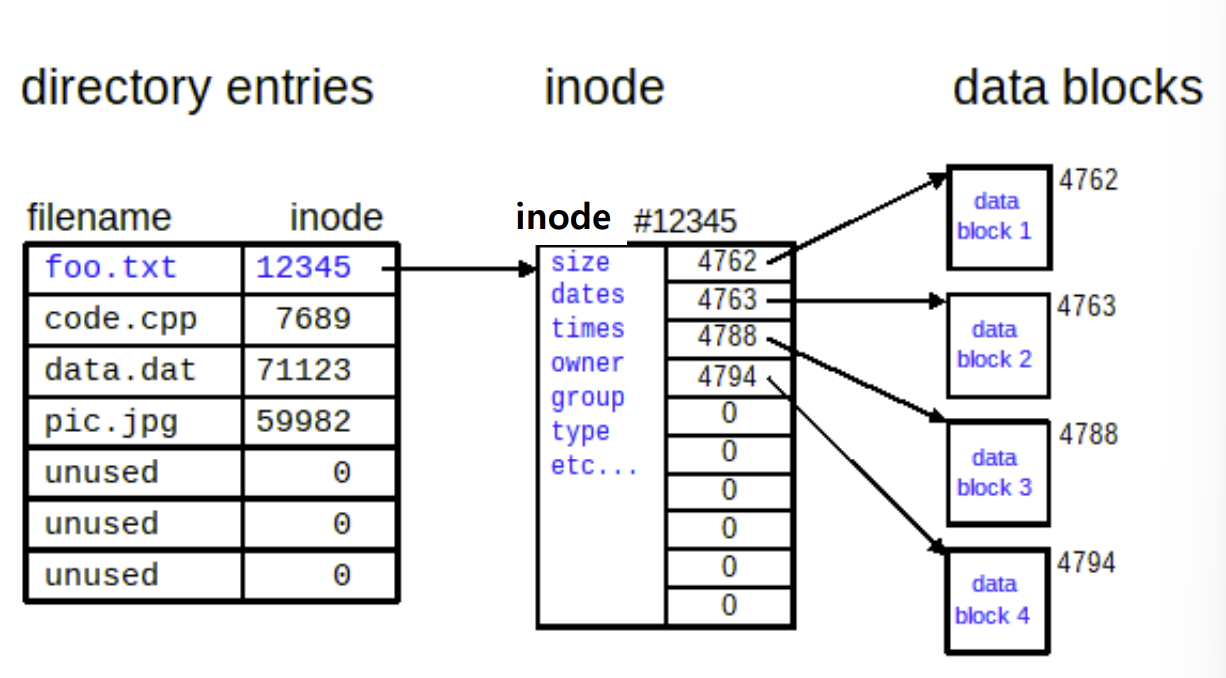 directory entries
inode
data blocks
filename inode
foo.txt 12345
code.cpp 7689
data.dat 71123
pic.jpg 59982
unused 0
unused 0
unused 0
inode #12345
size
dates
times
owner
group
type
etc...
4762
4763
4788
4794
0
0
0
0
0
0
data
block 1
4762
data
block 2
4763
data
block 3
4788
data
block 4
4794